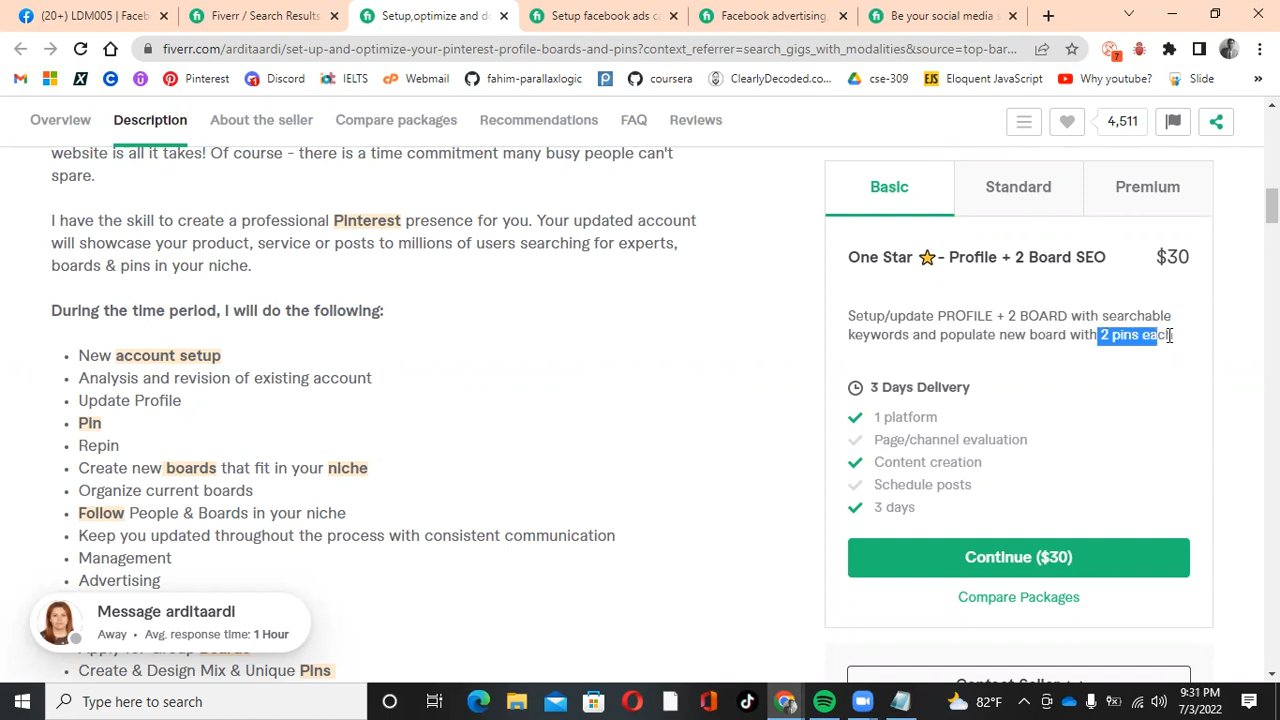 (20+) LDM005 | Faceb
Fiverr / Search Results
Setup,optimize and d
Setup facebook ads ca
Facebook advertising,
Be your social media s
fiverr.com/arditaardi/set-up-and-optimize-your-pinterest-profile-boards-and-pins?context_referrer=search_gigs_with_modalities&source=top-bar...
7
Pinterest
Discord
IELTS
Webmail
fahim-parallaxlogic
coursera
ClearlyDecoded.co...
cse-309
EJS
Eloquent JavaScript
Why youtube?
Slide
»
Overview
Description
About the seller
Compare packages
Recommendations
FAQ
Reviews
4,511
website is all it takes! Of course - there is a time commitment many busy people can't
spare.
I have the skill to create a professional Pinterest presence for you. Your updated account
will showcase your product, service or posts to millions of users searching for experts,
boards & pins in your niche.
During the time period, I will do the following:
• New account setup
• Analysis and revision of existing account
• Update Profile
• Pin
• Repin
• Create new boards that fit in your niche
• Organize current boards
• Follow People & Boards in your niche
• Keep you updated throughout the process with consistent communication
• Management
• Advertising
• Apply for Group Boards
• Create & Design Mix & Unique Pins
Message arditaardi
Away • Avg. response time: 1 Hour
Basic
Standard
Premium
One Star ⭐- Profile + 2 Board SEO
$30
Setup/update PROFILE + 2 BOARD with searchable
keywords and populate new board with 2 pins each
3 Days Delivery
1 platform
Page/channel evaluation
Content creation
Schedule posts
3 days
Continue ($30)
Compare Packages
Contact Seller
Type here to search
82°F
9:31 PM
7/3/2022